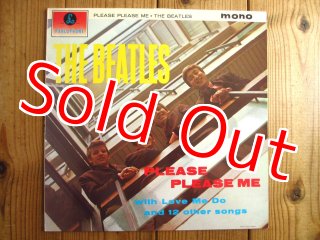 PARLOPHONE
PLEASE PLEASE ME • THE BEATLES
mono
THE BEATLES
Sold Out
PLEASE
PLEASE ME
with Love Me Do
and 12 other songs